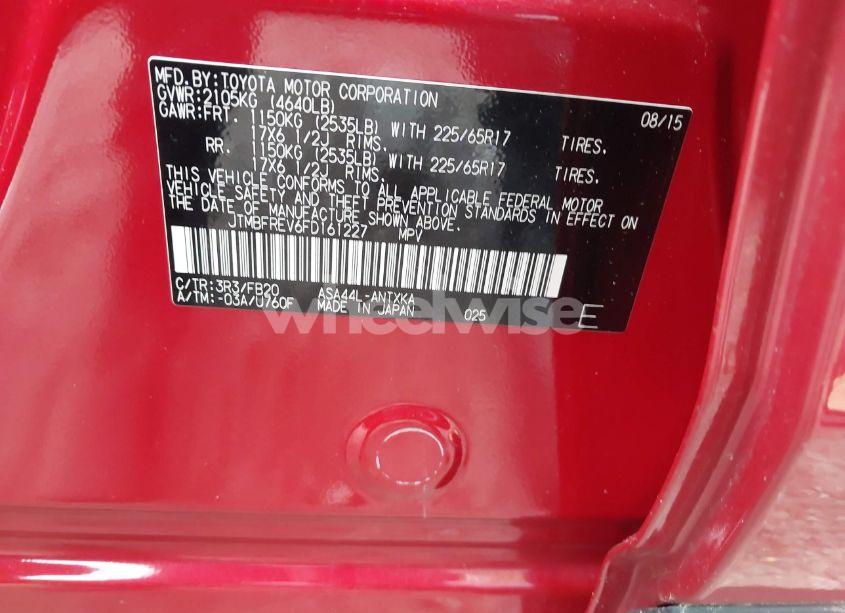 MFD.BY:TOYOTA MOTOR CORPORATION 08/15
GVWR:2105KG (4640LB)
GAWR:FRT. 1150KG (2535LB) WITH 225/65R17 TIRES.
17X6 1/2J RIMS.
RR. 1150KG (2535LB) WITH 225/65R17 TIRES.
17X6 1/2J RIMS.
THIS VEHICLE CONFORMS TO ALL APPLICABLE FEDERAL MOTOR
VEHICLE SAFETY AND THEFT PREVENTION STANDARDS IN EFFECT ON
THE DATE OF MANUFACTURE SHOWN ABOVE.
JTMBFREV6FD161227 MPV
C/TR:3R3/FB20 ASA44L-ANTXKA
A/TM:-03A/U760F MADE IN JAPAN 025 E
wheelwise